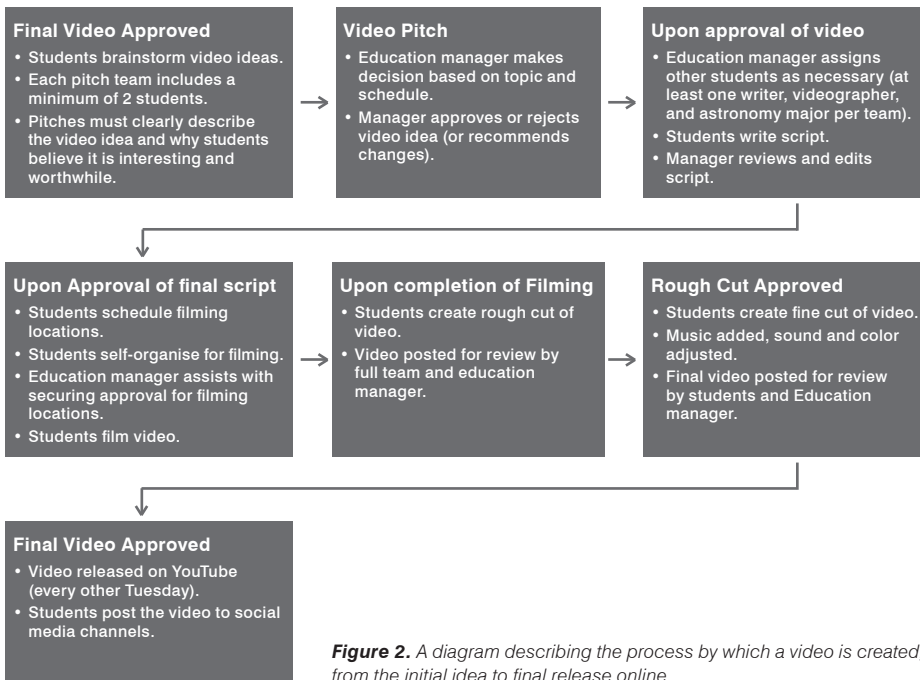 Final Video Approved
• Students brainstorm video ideas.
• Each pitch team includes a
minimum of 2 students.
• Pitches must clearly describe
the video idea and why students
believe it is interesting and
worthwhile.
Video Pitch
• Education manager makes
decision based on topic and
schedule.
• Manager approves or rejects
video idea (or recommends
changes).
Upon approval of video
• Education manager assigns
other students as necessary (at
least one writer, videographer,
and astronomy major per team).
• Students write script.
• Manager reviews and edits
script.
Upon Approval of final script
• Students schedule filming
locations.
• Students self-organise for filming.
• Education manager assists with
securing approval for filming
locations.
• Students film video.
Upon completion of Filming
• Students create rough cut of
video.
• Video posted for review by
full team and education
manager.
Rough Cut Approved
• Students create fine cut of video.
• Music added, sound and color
adjusted.
• Final video posted for review
by students and Education
manager.
Final Video Approved
• Video released on YouTube
(every other Tuesday).
• Students post the video to social
media channels.
Figure 2. A diagram describing the process by which a video is created,
from the initial idea to final release online